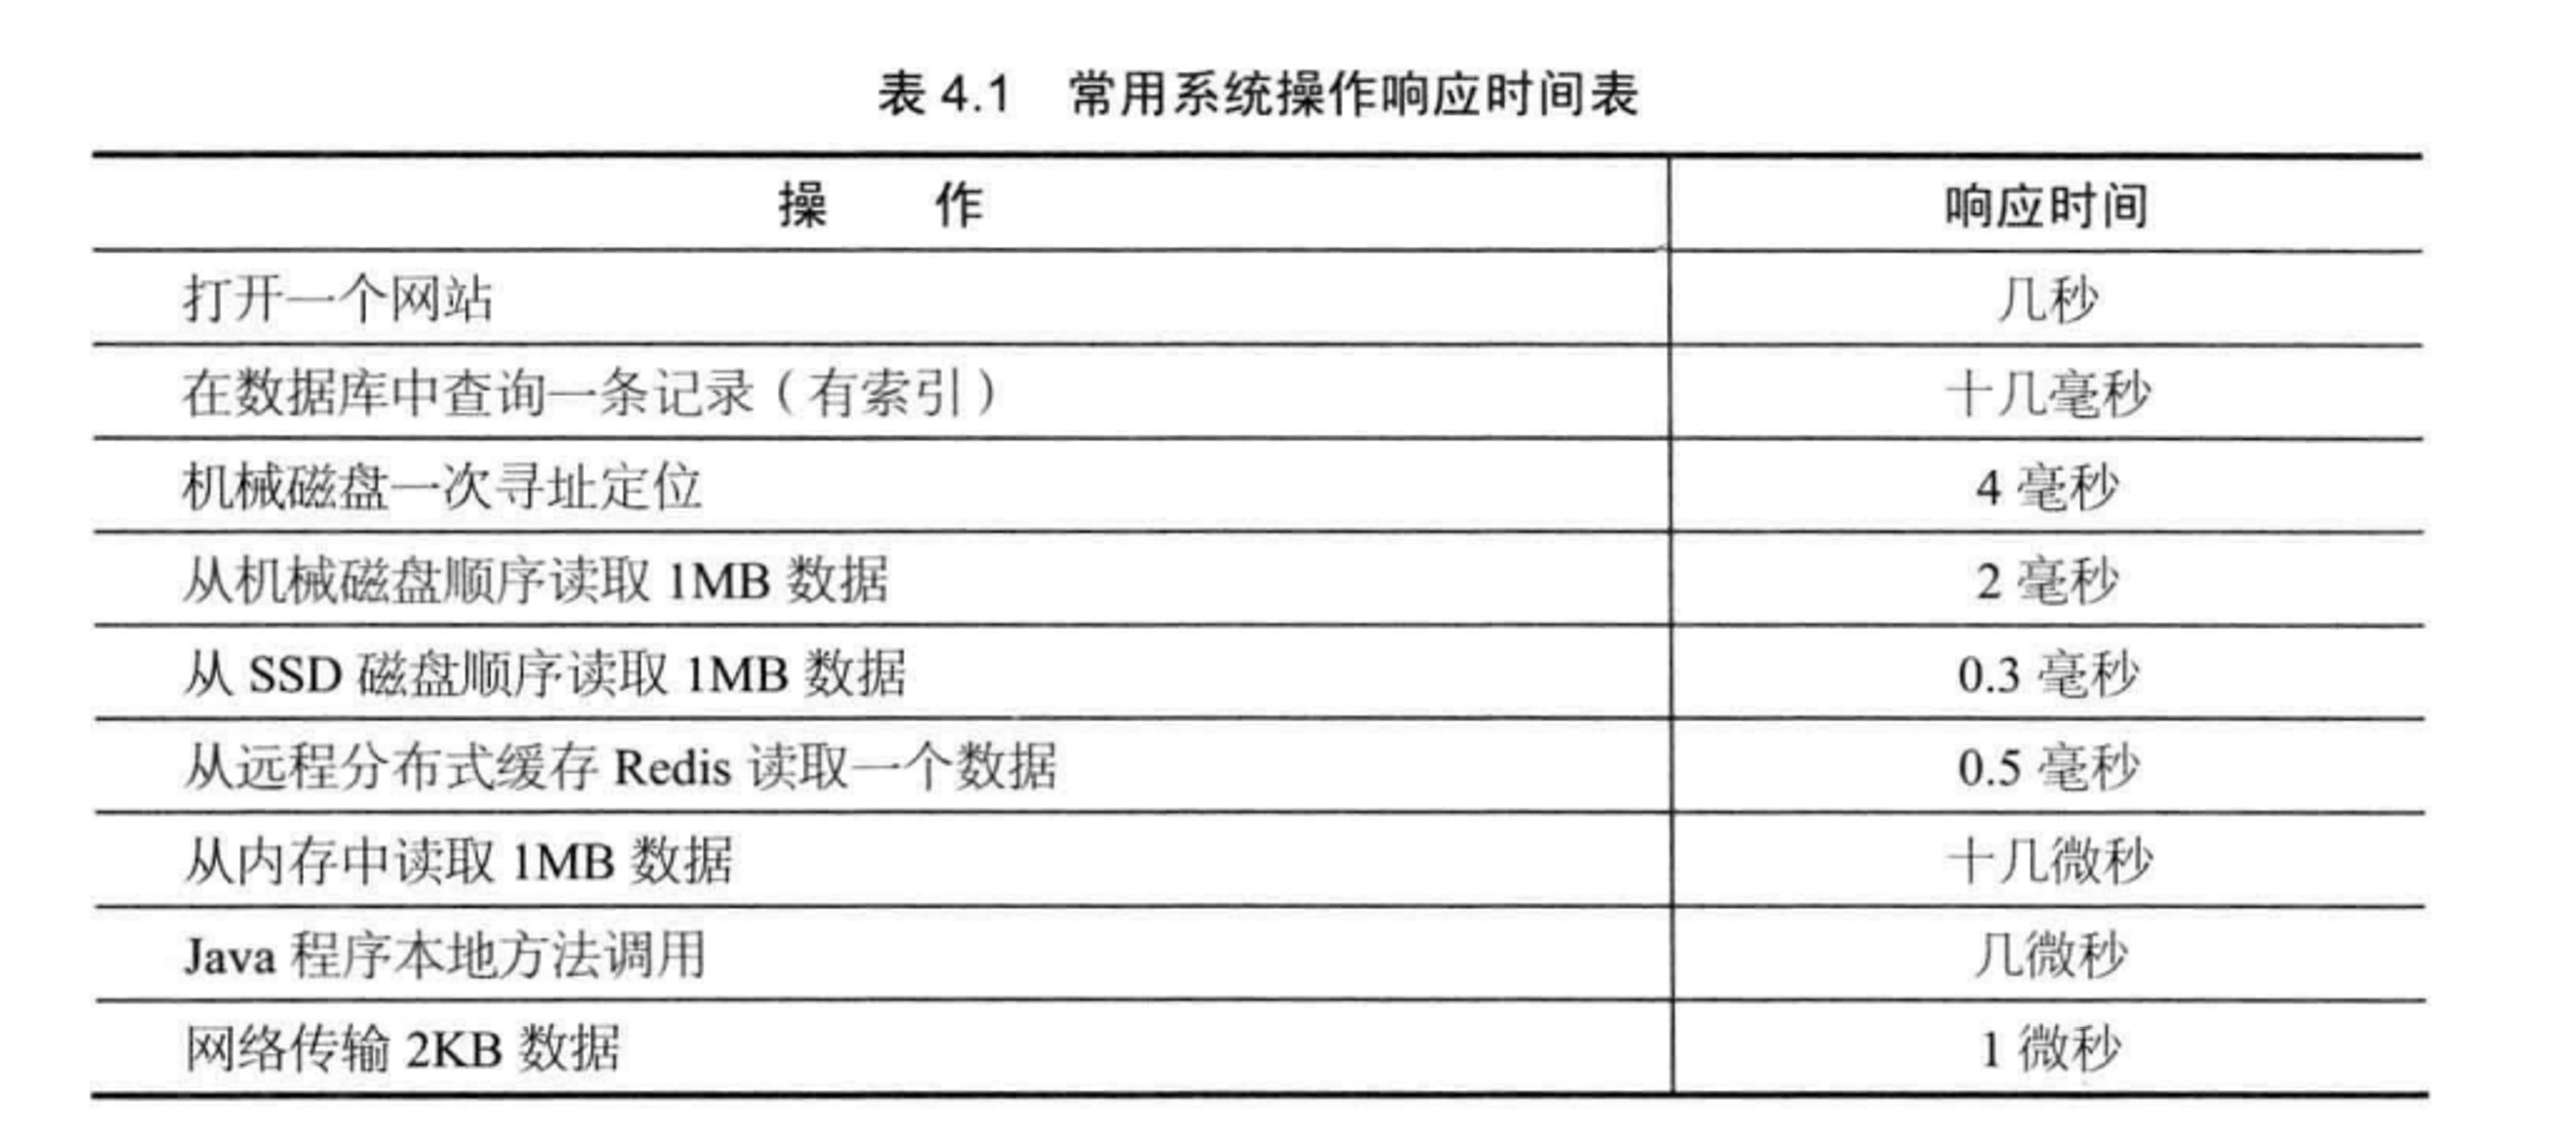 表 4.1 常用系统操作响应时间表
操 作 响应时间
打开一个网站 几秒
在数据库中查询一条记录（有索引） 十几毫秒
机械磁盘一次寻址定位 4 毫秒
从机械磁盘顺序读取 1MB 数据 2 毫秒
从 SSD 磁盘顺序读取 1MB 数据 0.3 毫秒
从远程分布式缓存 Redis 读取一个数据 0.5 毫秒
从内存中读取 1MB 数据 十几微秒
Java 程序本地方法调用 几微秒
网络传输 2KB 数据 1 微秒